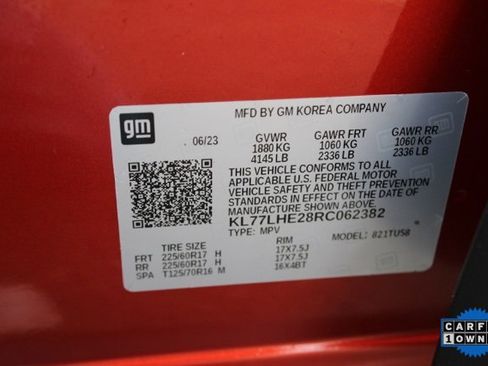 MFD BY GM KOREA COMPANY
gm
06/23 GVWR GAWR FRT GAWR RR
1880 KG 1060 KG 1060 KG
4145 LB 2336 LB 2336 LB
THIS VEHICLE CONFORMS TO ALL
APPLICABLE U.S. FEDERAL MOTOR
VEHICLE SAFETY AND THEFT PREVENTION
STANDARDS IN EFFECT ON THE DATE OF
MANUFACTURE SHOWN ABOVE.
KL77LHE28RC062382
TYPE: MPV MODEL: 821TUS8
TIRE SIZE RIM
FRT 225/60R17 H 17X7.5J
RR 225/60R17 H 17X7.5J
SPA T125/70R16 M 16X4BT
CARF
1 OWN